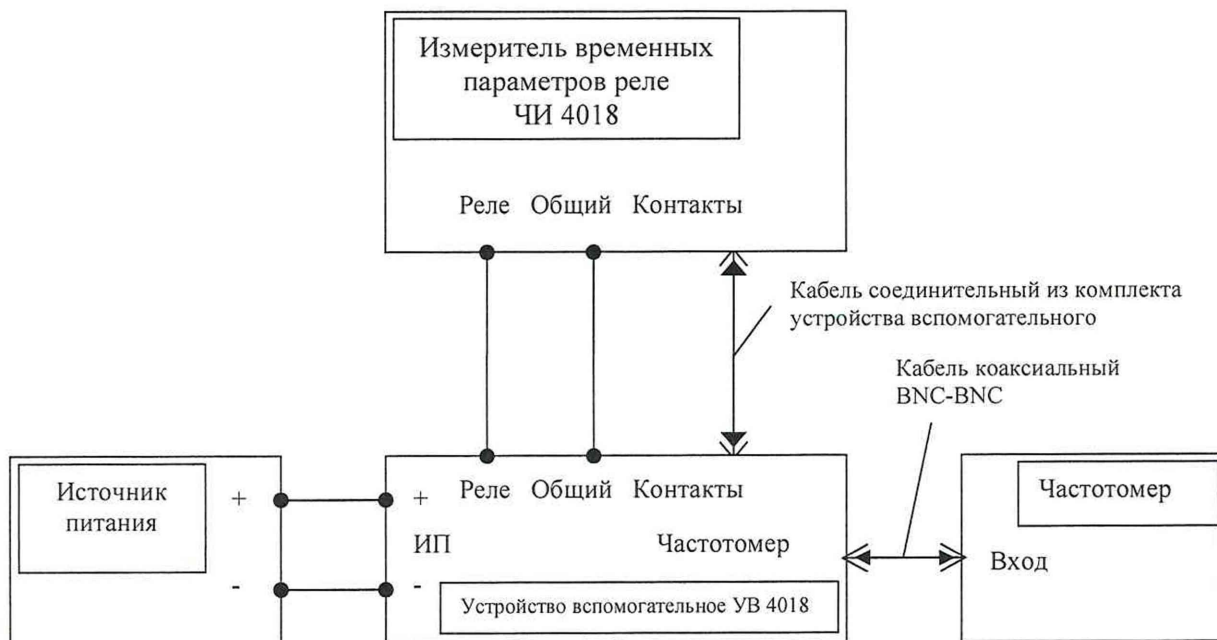 Измеритель временных
параметров реле
ЧИ 4018
Реле Общий Контакты
Кабель соединительный из комплекта
устройства вспомогательного
Кабель коаксиальный
BNC-BNC
Источник
питания
+
-
+
ИП
-
Реле Общий Контакты
Частотомер
Устройство вспомогательное УВ 4018
Частотомер
Вход